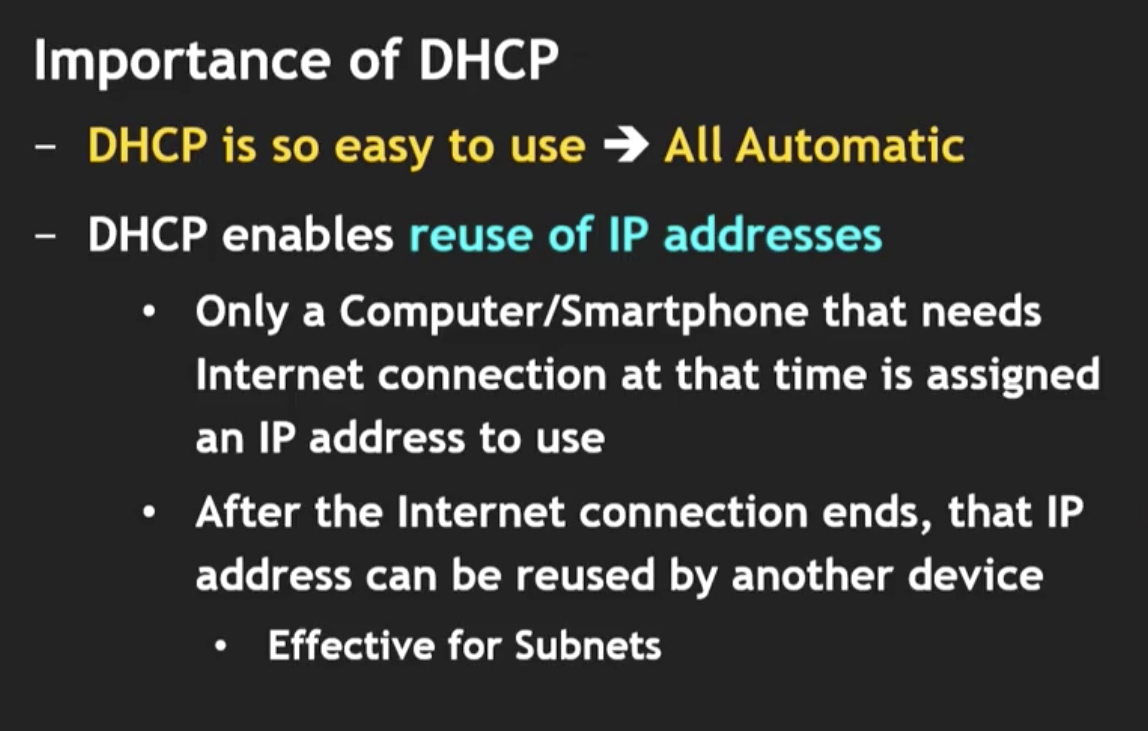 Importance of DHCP
– DHCP is so easy to use ➔ All Automatic
– DHCP enables reuse of IP addresses
• Only a Computer/Smartphone that needs
Internet connection at that time is assigned
an IP address to use
• After the Internet connection ends, that IP
address can be reused by another device
• Effective for Subnets